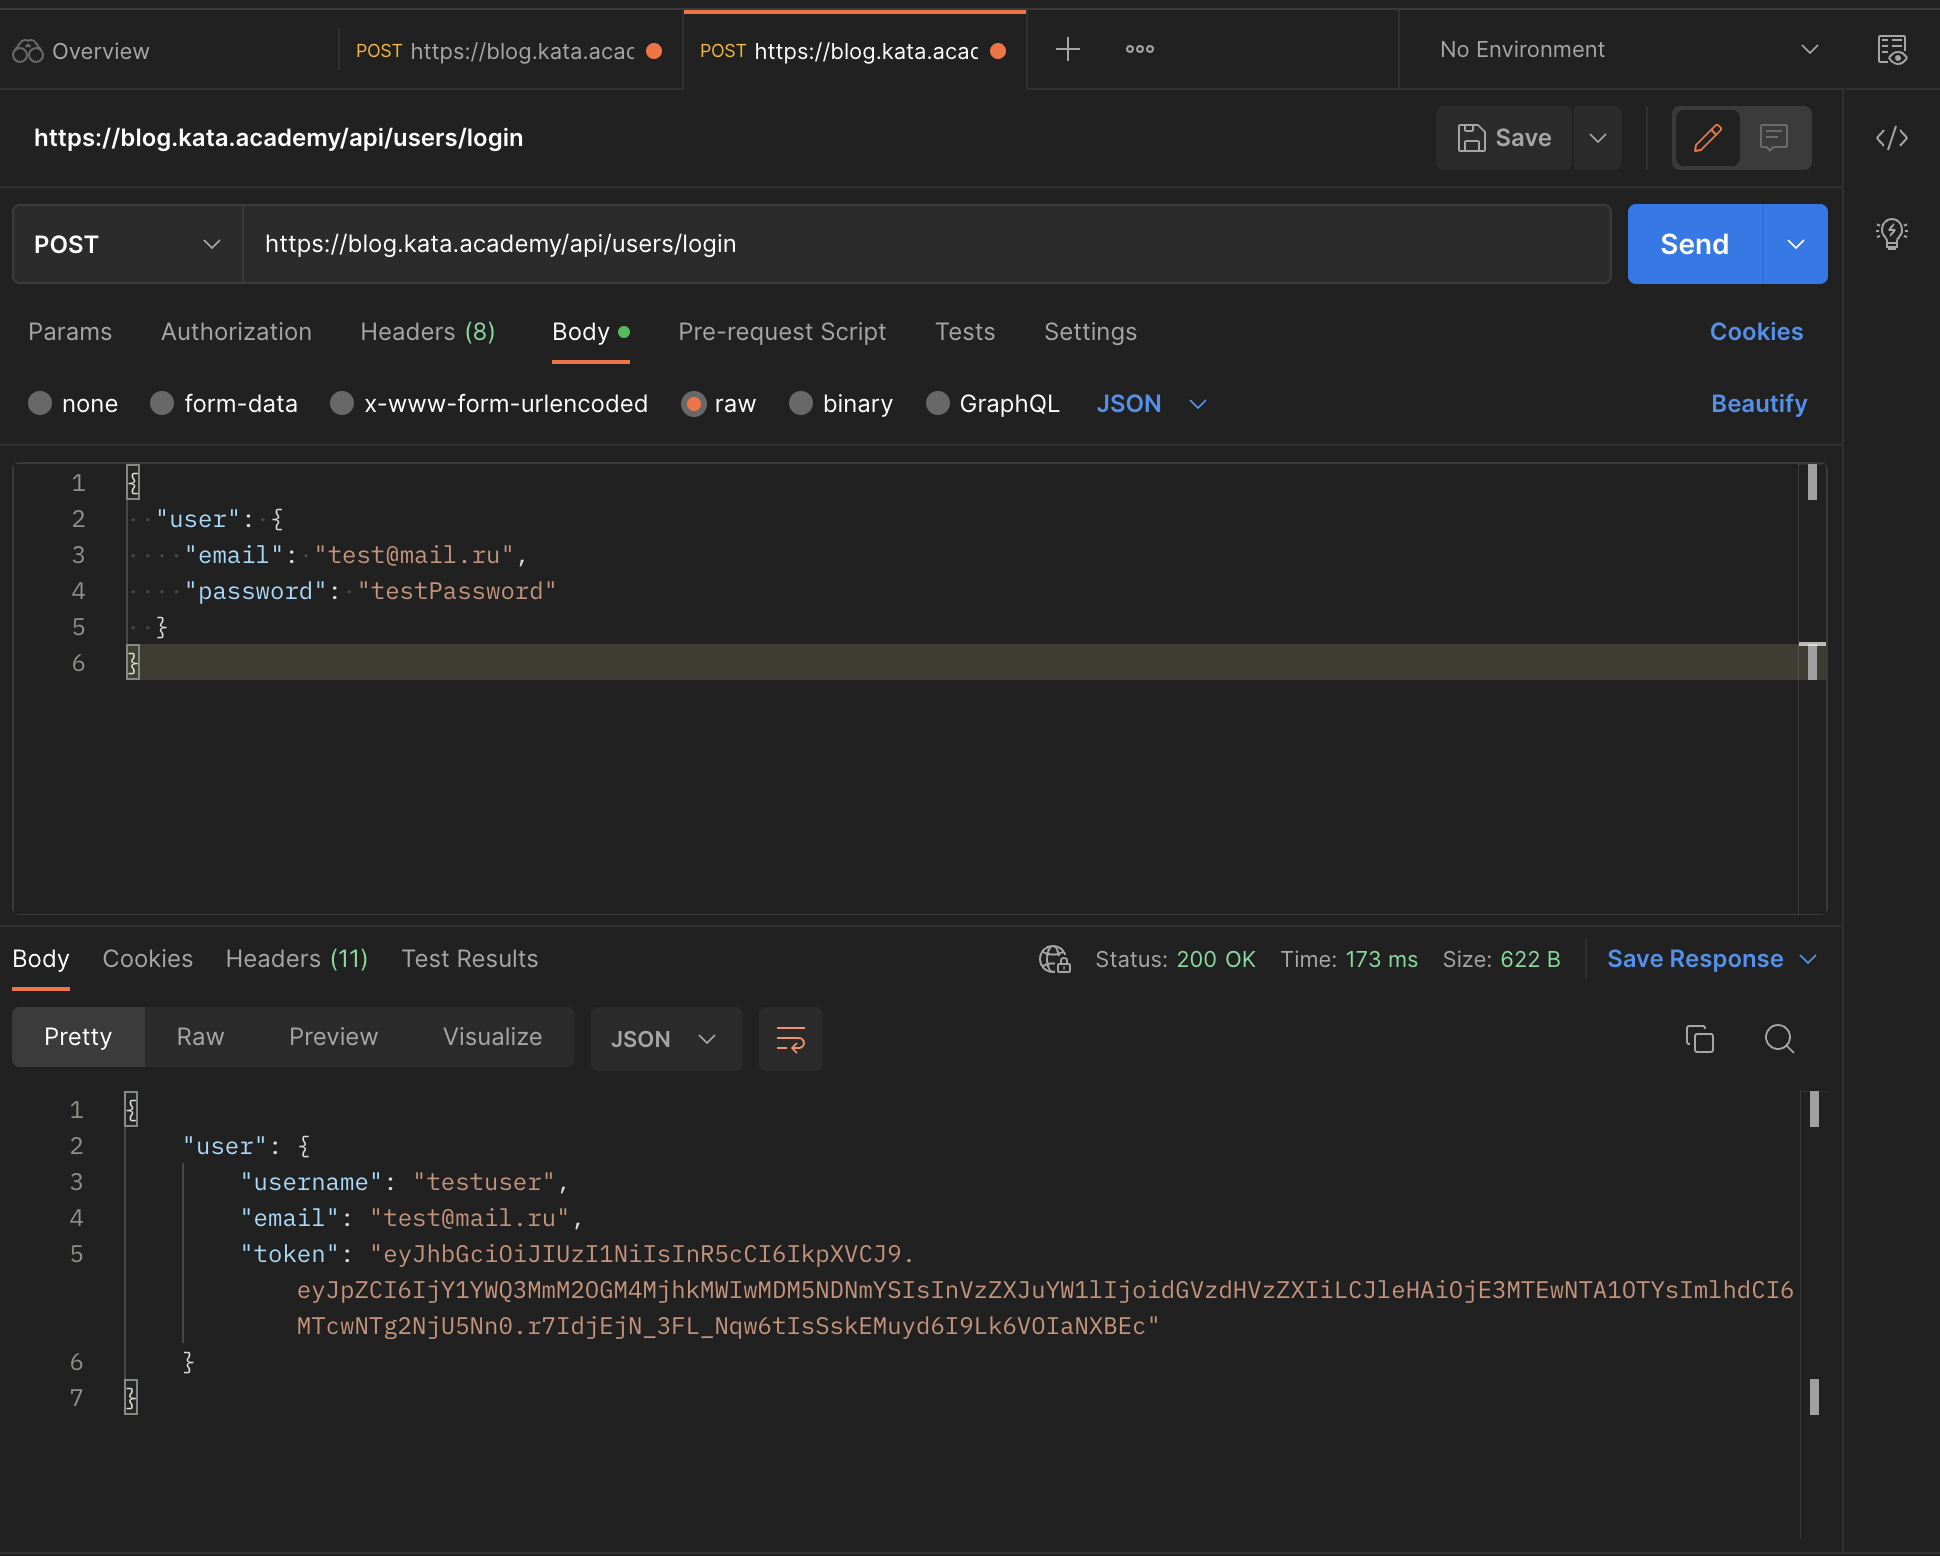 Overview
POST https://blog.kata.acac
POST https://blog.kata.acac
No Environment
https://blog.kata.academy/api/users/login
Save
POST
https://blog.kata.academy/api/users/login
Send
Params Authorization Headers (8) Body Pre-request Script Tests Settings Cookies
none form-data x-www-form-urlencoded raw binary GraphQL JSON Beautify
1 {
2 "user": {
3 "email": "test@mail.ru",
4 "password": "testPassword"
5 }
6 }
Body Cookies Headers (11) Test Results Status: 200 OK Time: 173 ms Size: 622 B Save Response
Pretty Raw Preview Visualize JSON
1 {
2 "user": {
3 "username": "testuser",
4 "email": "test@mail.ru",
5 "token": "eyJhbGciOiJIUzI1NiIsInR5cCI6IkpXVCJ9.
eyJpZCI6IjY1YWQ3MmM2OGM4MjhkMWIwMDM5NDNmYSIsInVzZXJuYW1lIjoidGVzdHVzZXIiLCJleHAiOjE3MTEwNTA1OTYsImlhdCI6
MTcwNTg2NjU5Nn0.r7IdjEjN_3FL_Nqw6tIsSskEMuyd6I9Lk6VOIaNXBEc"
6 }
7 }